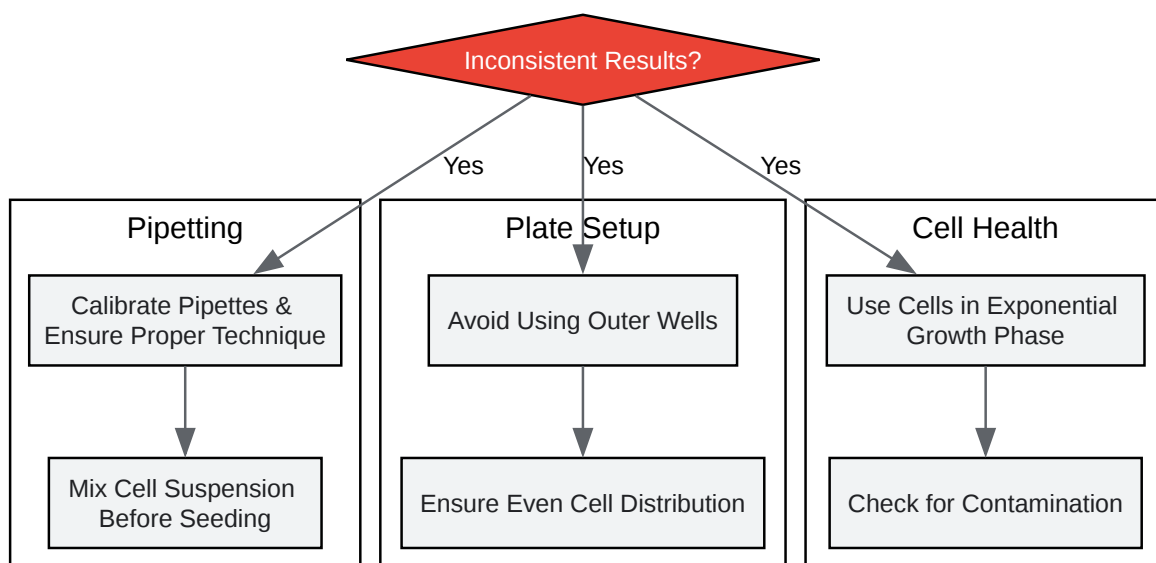 Inconsistent Results?
Yes
Yes
Yes
Pipetting
Plate Setup
Cell Health
Calibrate Pipettes &
Ensure Proper Technique
Avoid Using Outer Wells
Use Cells in Exponential
Growth Phase
Mix Cell Suspension
Before Seeding
Ensure Even Cell Distribution
Check for Contamination